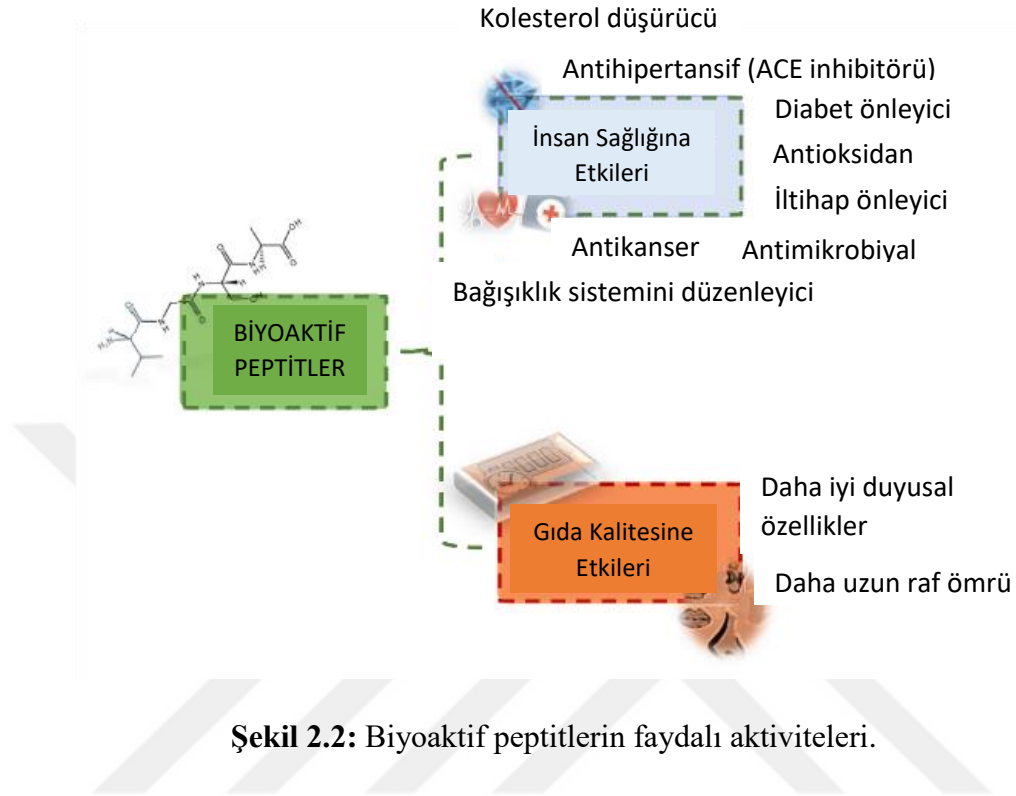 Kolesterol düşürücü
Antihipertansif (ACE inhibitörü)
Diabet önleyici
İnsan Sağlığına
Etkileri
Antioksidan
İltihap önleyici
Antikanser Antimikrobiyal
Bağışıklık sistemini düzenleyici
BİYOAKTİF
PEPTİTLER
Daha iyi duyusal
özellikler
Gıda Kalitesine
Etkileri
Daha uzun raf ömrü
Şekil 2.2: Biyoaktif peptitlerin faydalı aktiviteleri.